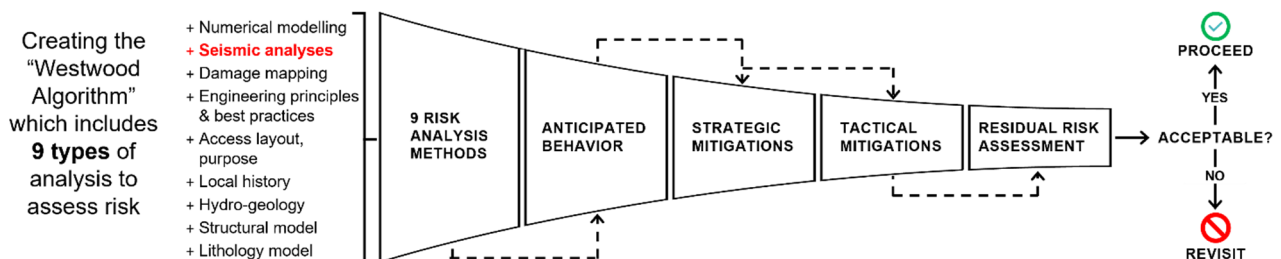 Creating the
“Westwood
Algorithm”
which includes
9 types of
analysis to
assess risk
+ Numerical modelling
+ Seismic analyses
+ Damage mapping
+ Engineering principles
& best practices
+ Access layout,
purpose
+ Local history
+ Hydro-geology
+ Structural model
+ Lithology model
9 RISK
ANALYSIS
METHODS
ANTICIPATED
BEHAVIOR
STRATEGIC
MITIGATIONS
TACTICAL
MITIGATIONS
RESIDUAL RISK
ASSESSMENT
PROCEED
YES
ACCEPTABLE?
NO
REVISIT